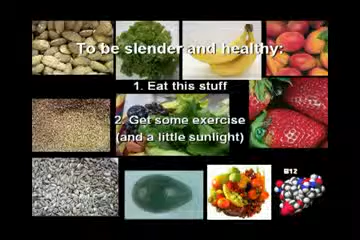 To be slender and healthy:
1. Eat this stuff
2. Get some exercise
(and a little sunlight)
B12